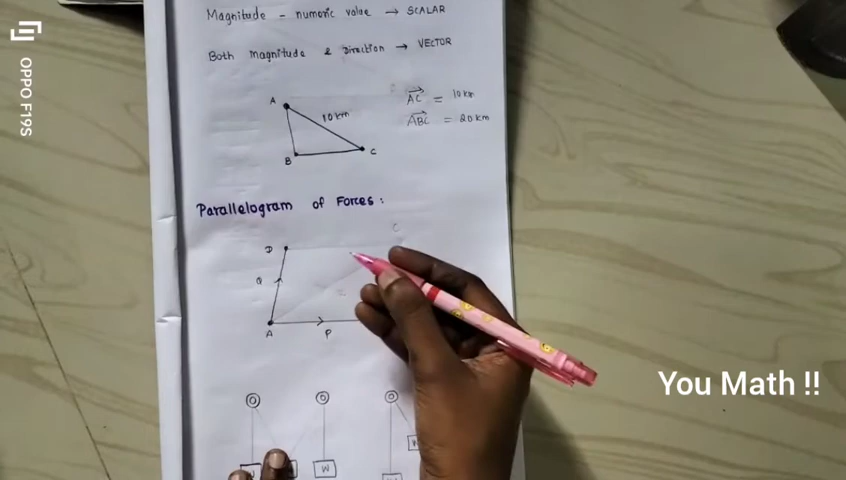 OPPO F19S
Magnitude - numeric value → SCALAR
Both magnitude & Direction → VECTOR
A
10 km
B
C
AC = 10 km
ABC = 20 km
Parallelogram of Forces:
D
C
Q
A
P
W
W
You Math !!